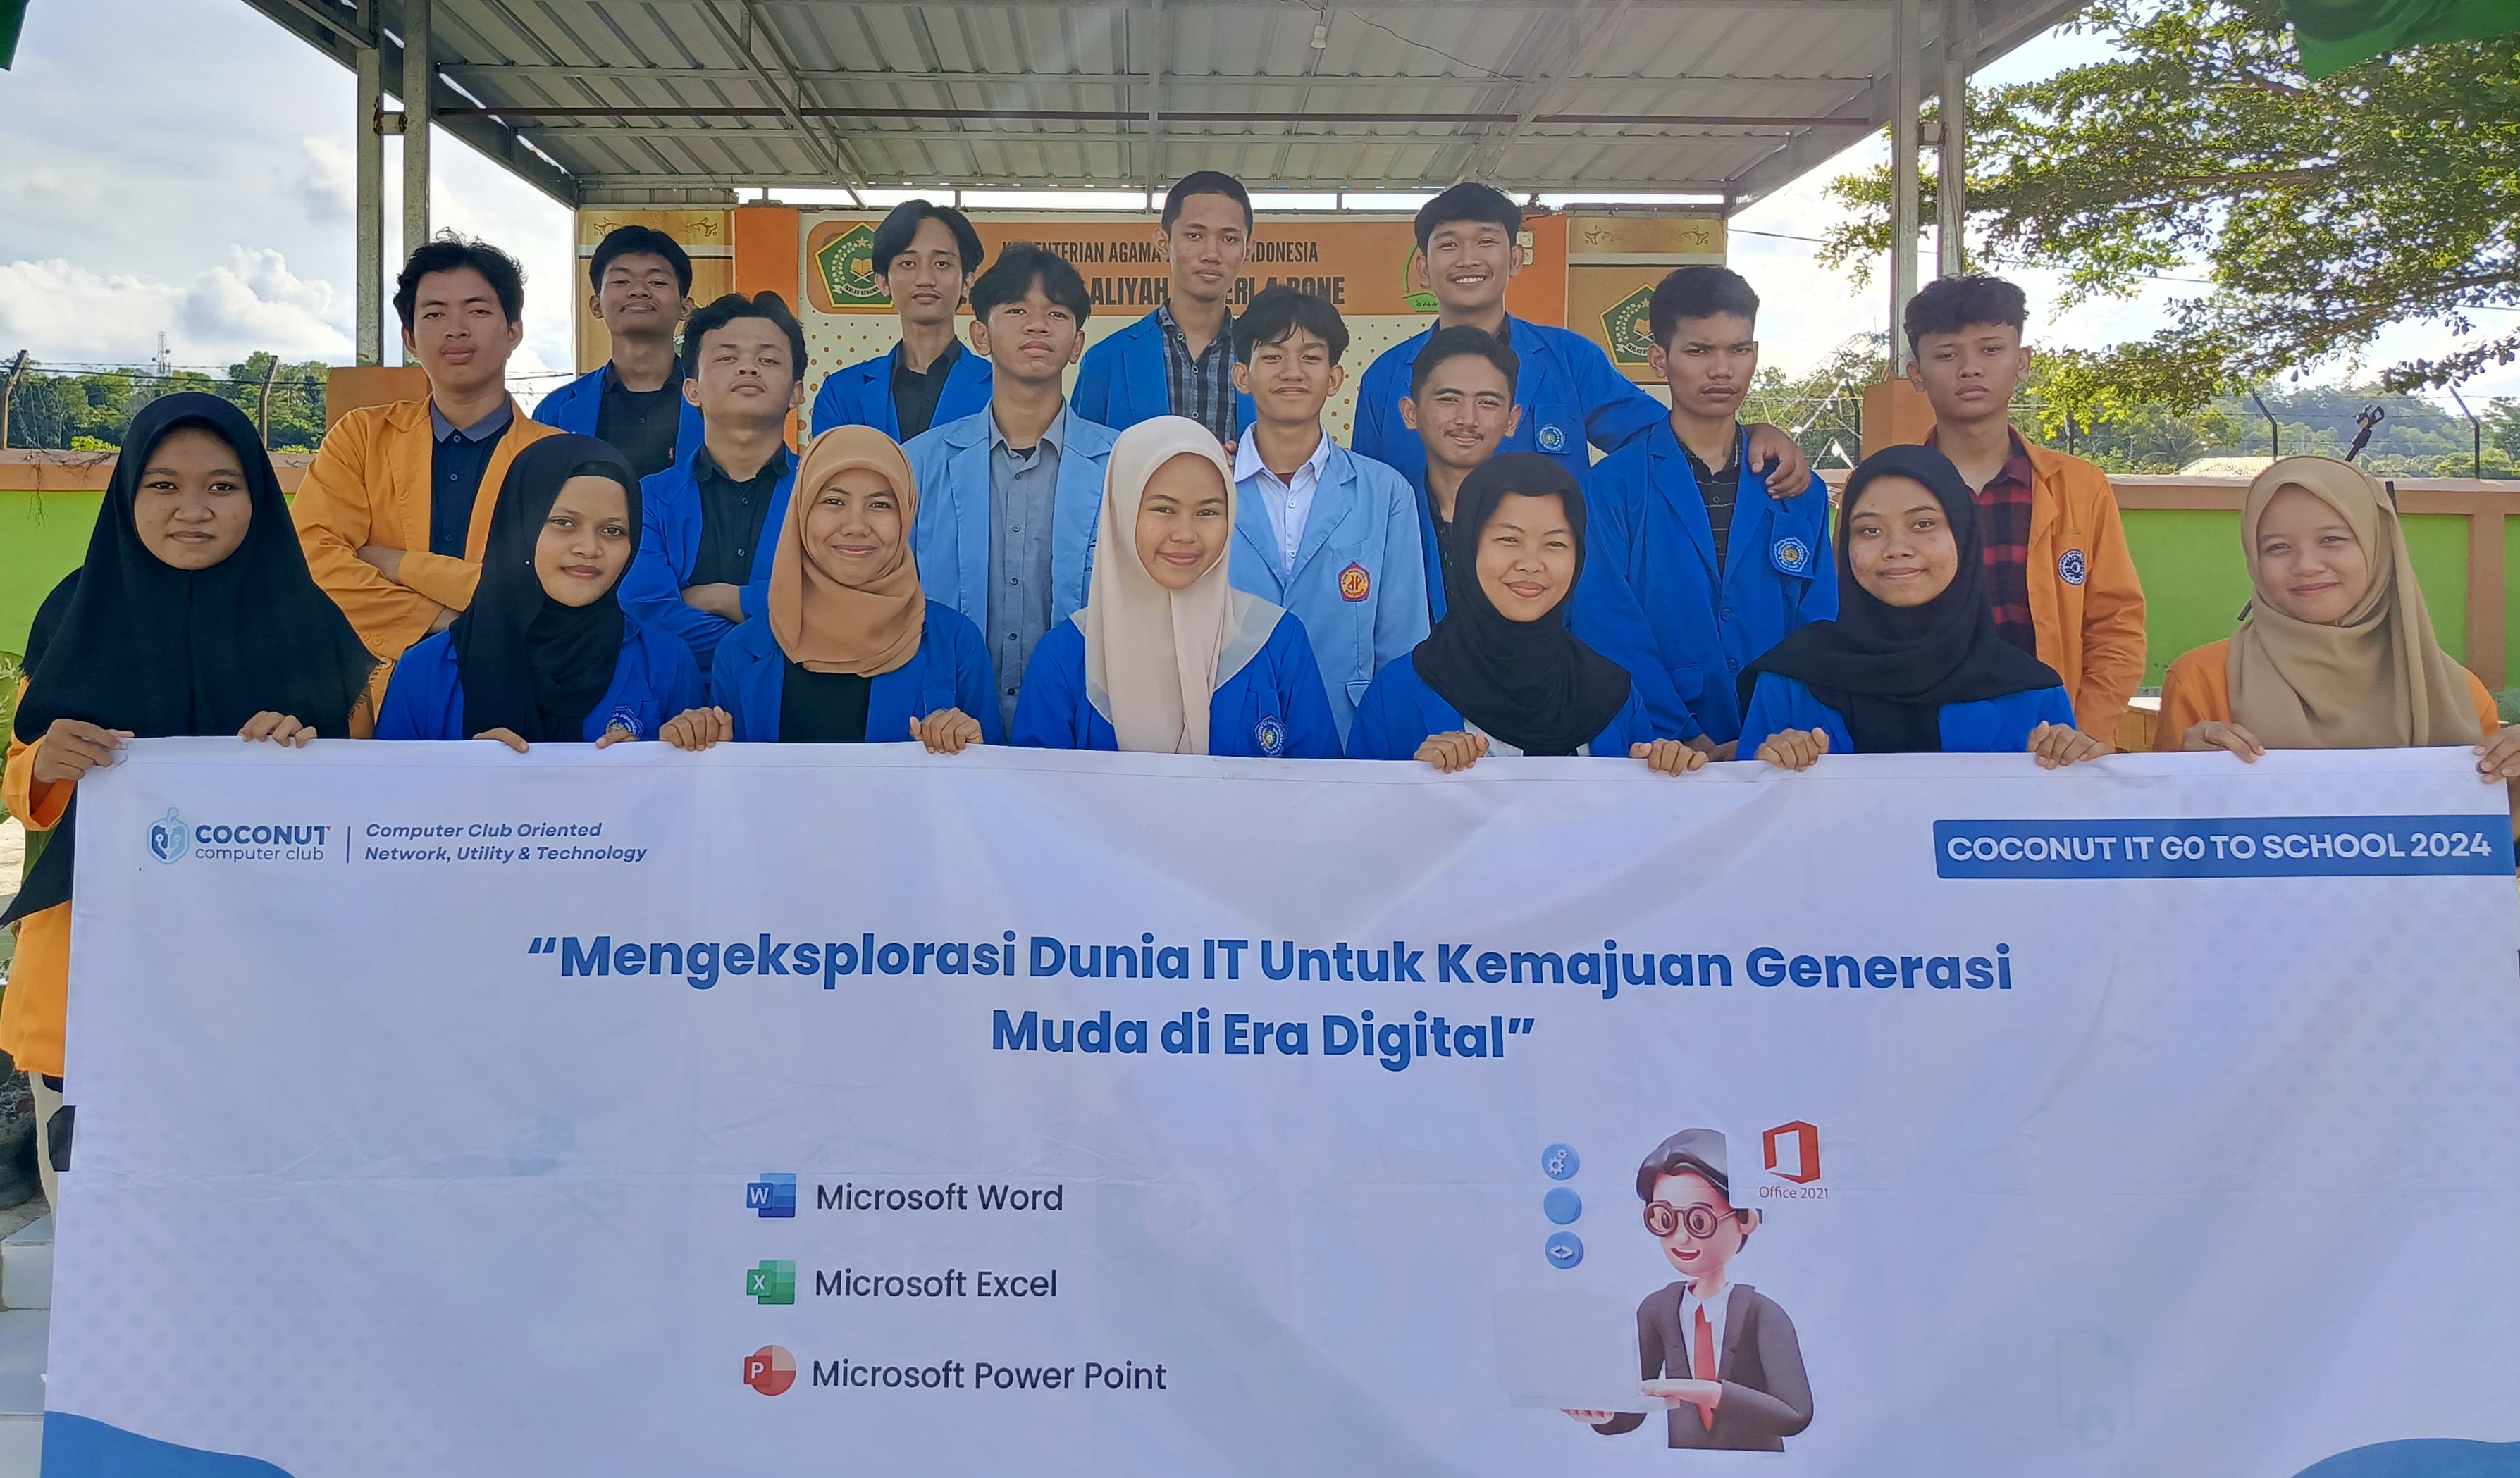 KEMENTERIAN AGAMA INDONESIA
ALIYAH 4 BONE
IKHLAS BERAMAL
COCONUT
computer club
Computer Club Oriented
Network, Utility & Technology
COCONUT IT GO TO SCHOOL 2024
“Mengeksplorasi Dunia IT Untuk Kemajuan Generasi
Muda di Era Digital”
Office 2021
W
Microsoft Word
X
Microsoft Excel
P
Microsoft Power Point